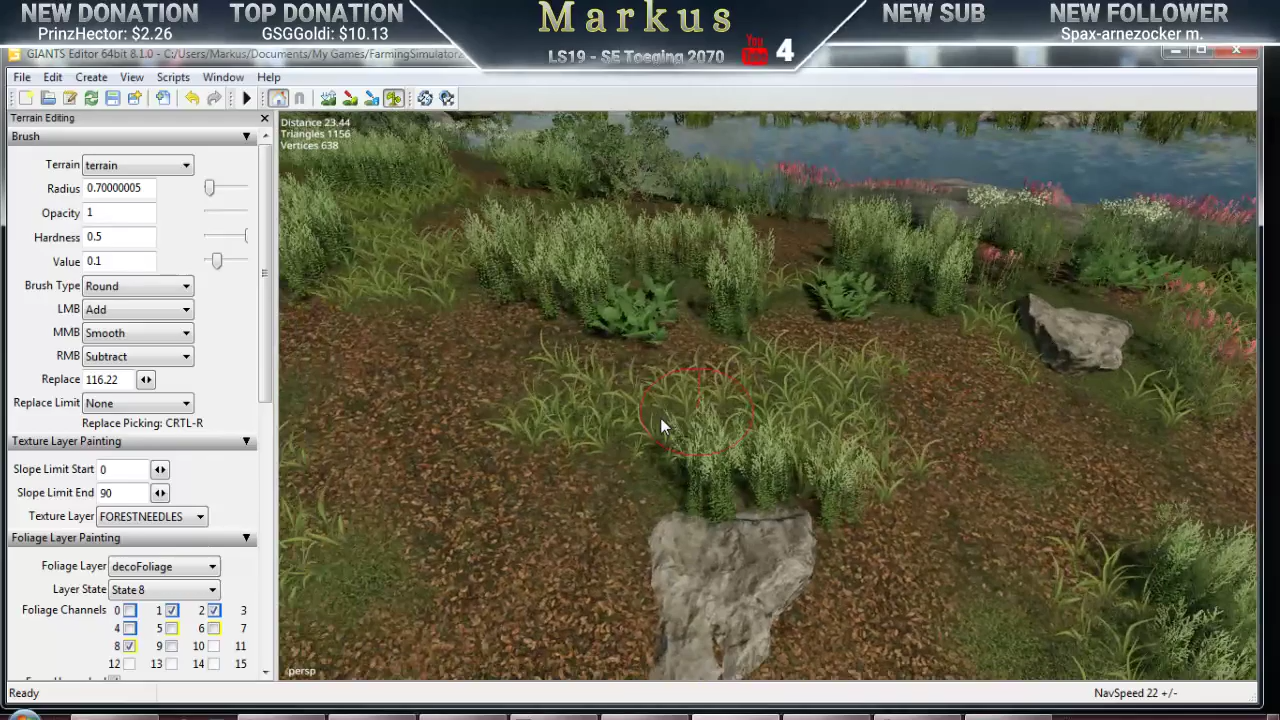 NEW DONATION
PrinzHector: $2.26
TOP DONATION
GSGGoldi: $10.13
Markus
LS19 - SE Toeging 2070
You
Tube
4
NEW SUB
NEW FOLLOWER
Spax-arnezocker m.
GIANTS Editor 64bit 8.1.0 - C:/Users/Markus/Documents/My Games/FarmingSimulator
File Edit Create View Scripts Window Help
Terrain Editing
Brush
Terrain terrain
Radius 0.70000005
Opacity 1
Hardness 0.5
Value 0.1
Brush Type Round
LMB Add
MMB Smooth
RMB Subtract
Replace 116.22
Replace Limit None
Replace Picking: CRTL-R
Texture Layer Painting
Slope Limit Start 0
Slope Limit End 90
Texture Layer FORESTNEEDLES
Foliage Layer Painting
Foliage Layer decoFoliage
Layer State State 8
Foliage Channels 0 1 2 3
4 5 6 7
8 9 10 11
12 13 14 15
Distance 23.44
Triangles 1156
Vertices 638
persp
Ready
NavSpeed 22 +/-